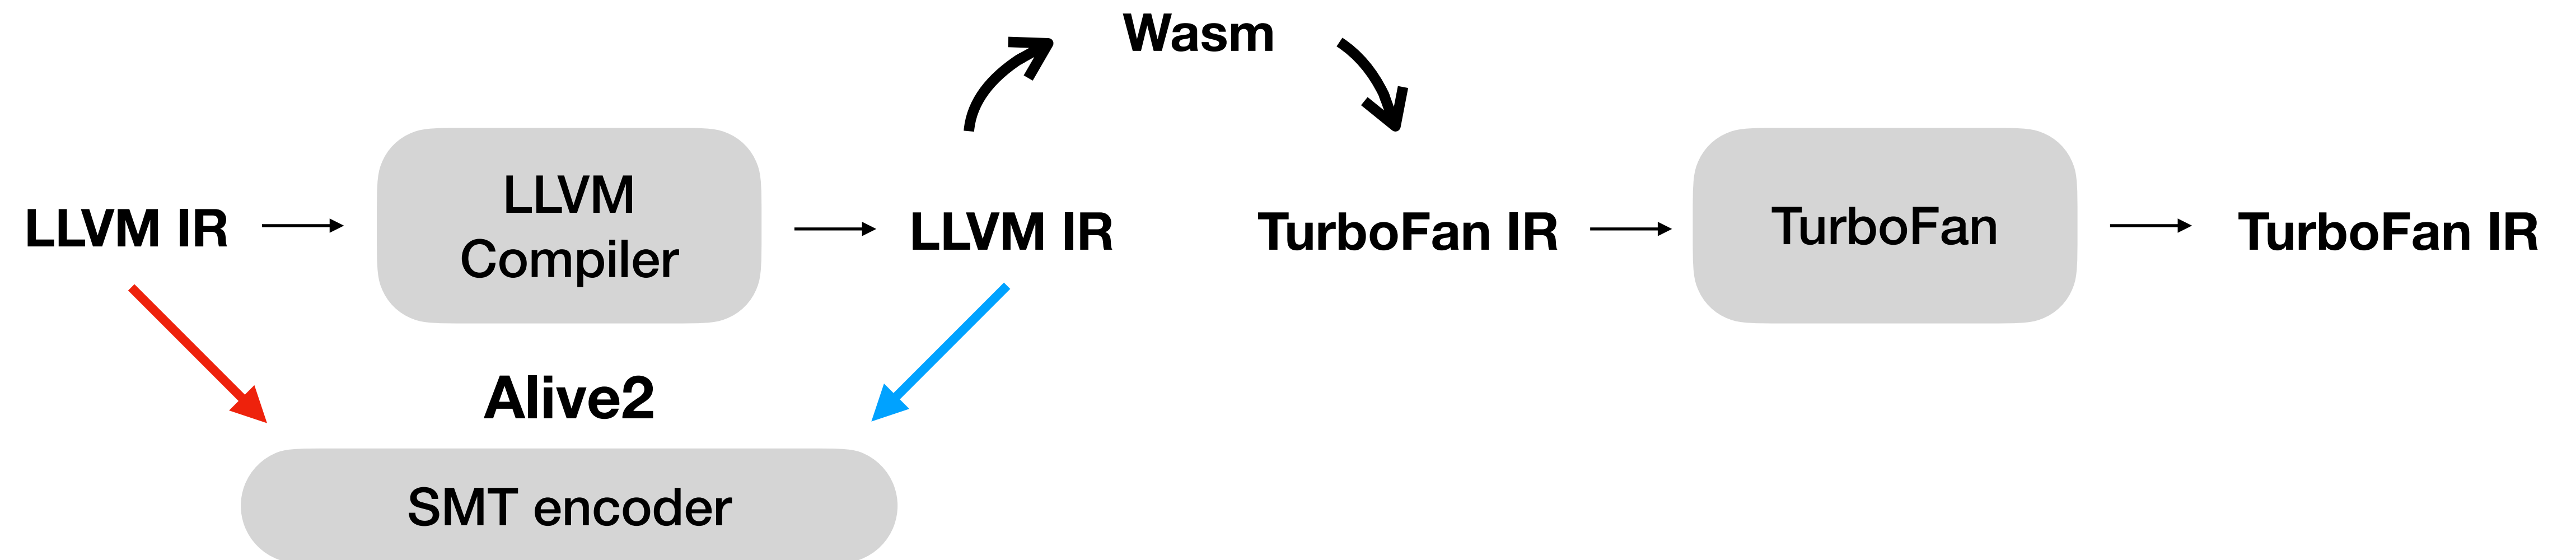 Wasm
LLVM IR
LLVM
Compiler
LLVM IR
TurboFan IR
TurboFan
TurboFan IR
Alive2
SMT encoder